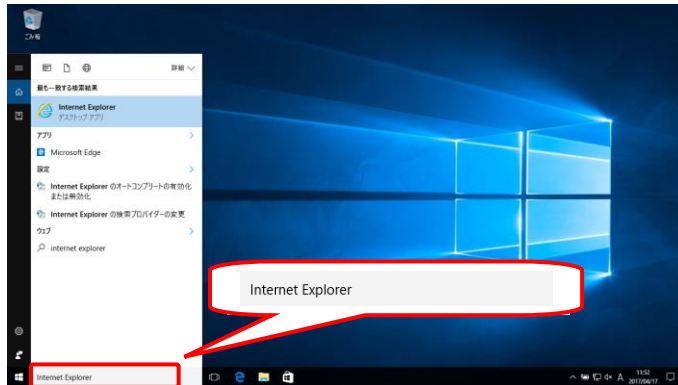 ごみ箱
詳細
最も一致する検索結果
Internet Explorer
デスクトップ アプリ
アプリ
Microsoft Edge
設定
Internet Explorer のオートコンプリートの有効化
または無効化
Internet Explorer の検索プロバイダーの変更
ウェブ
internet explorer
Internet Explorer
Internet Explorer
A
11:52
2017/04/17